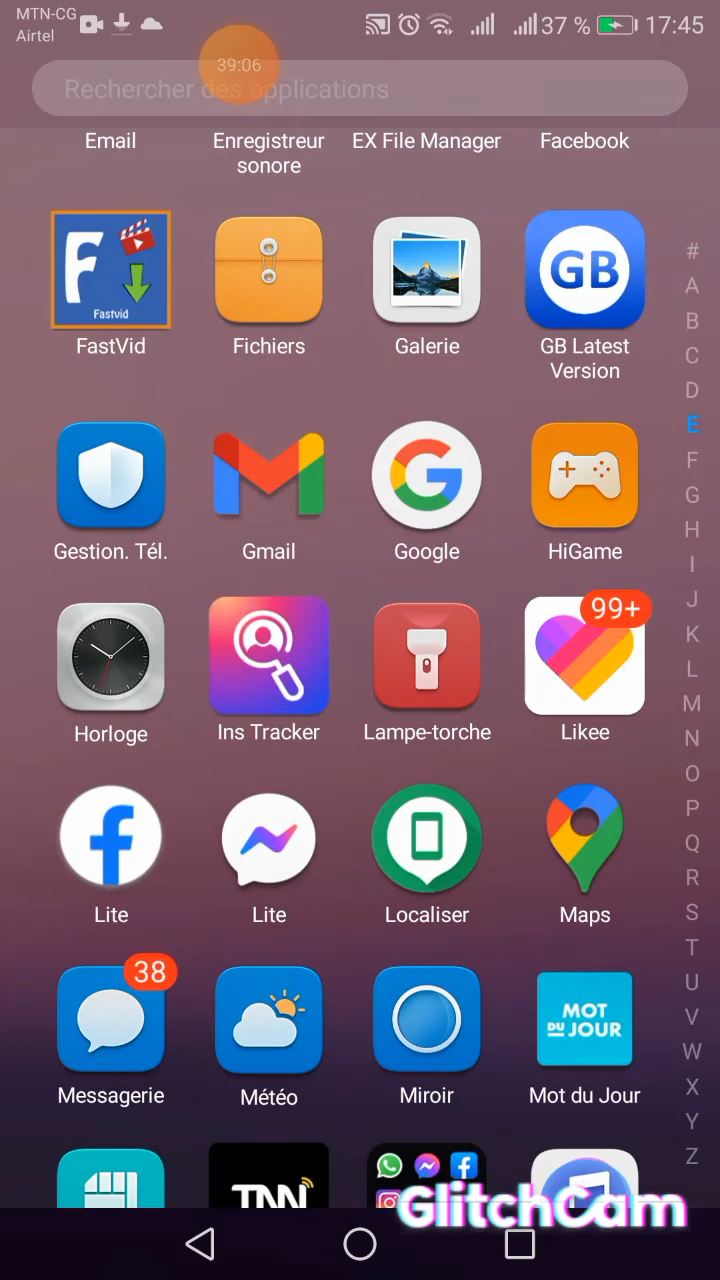 MTN-CG
Airtel
37 %
17:45
39:06
Rechercher des applications
Email
Enregistreur
sonore
EX File Manager
Facebook
F
Fastvid
FastVid
Fichiers
Galerie
GB
GB Latest
Version
Gestion. Tél.
Gmail
Google
HiGame
Horloge
Ins Tracker
Lampe-torche
99+
Likee
Lite
Lite
Localiser
Maps
38
Messagerie
Météo
Miroir
MOT
DU JOUR
Mot du Jour
TNN
GlitchCam
#
A
B
C
D
E
F
G
H
I
J
K
L
M
N
O
P
Q
R
S
T
U
V
W
X
Y
Z